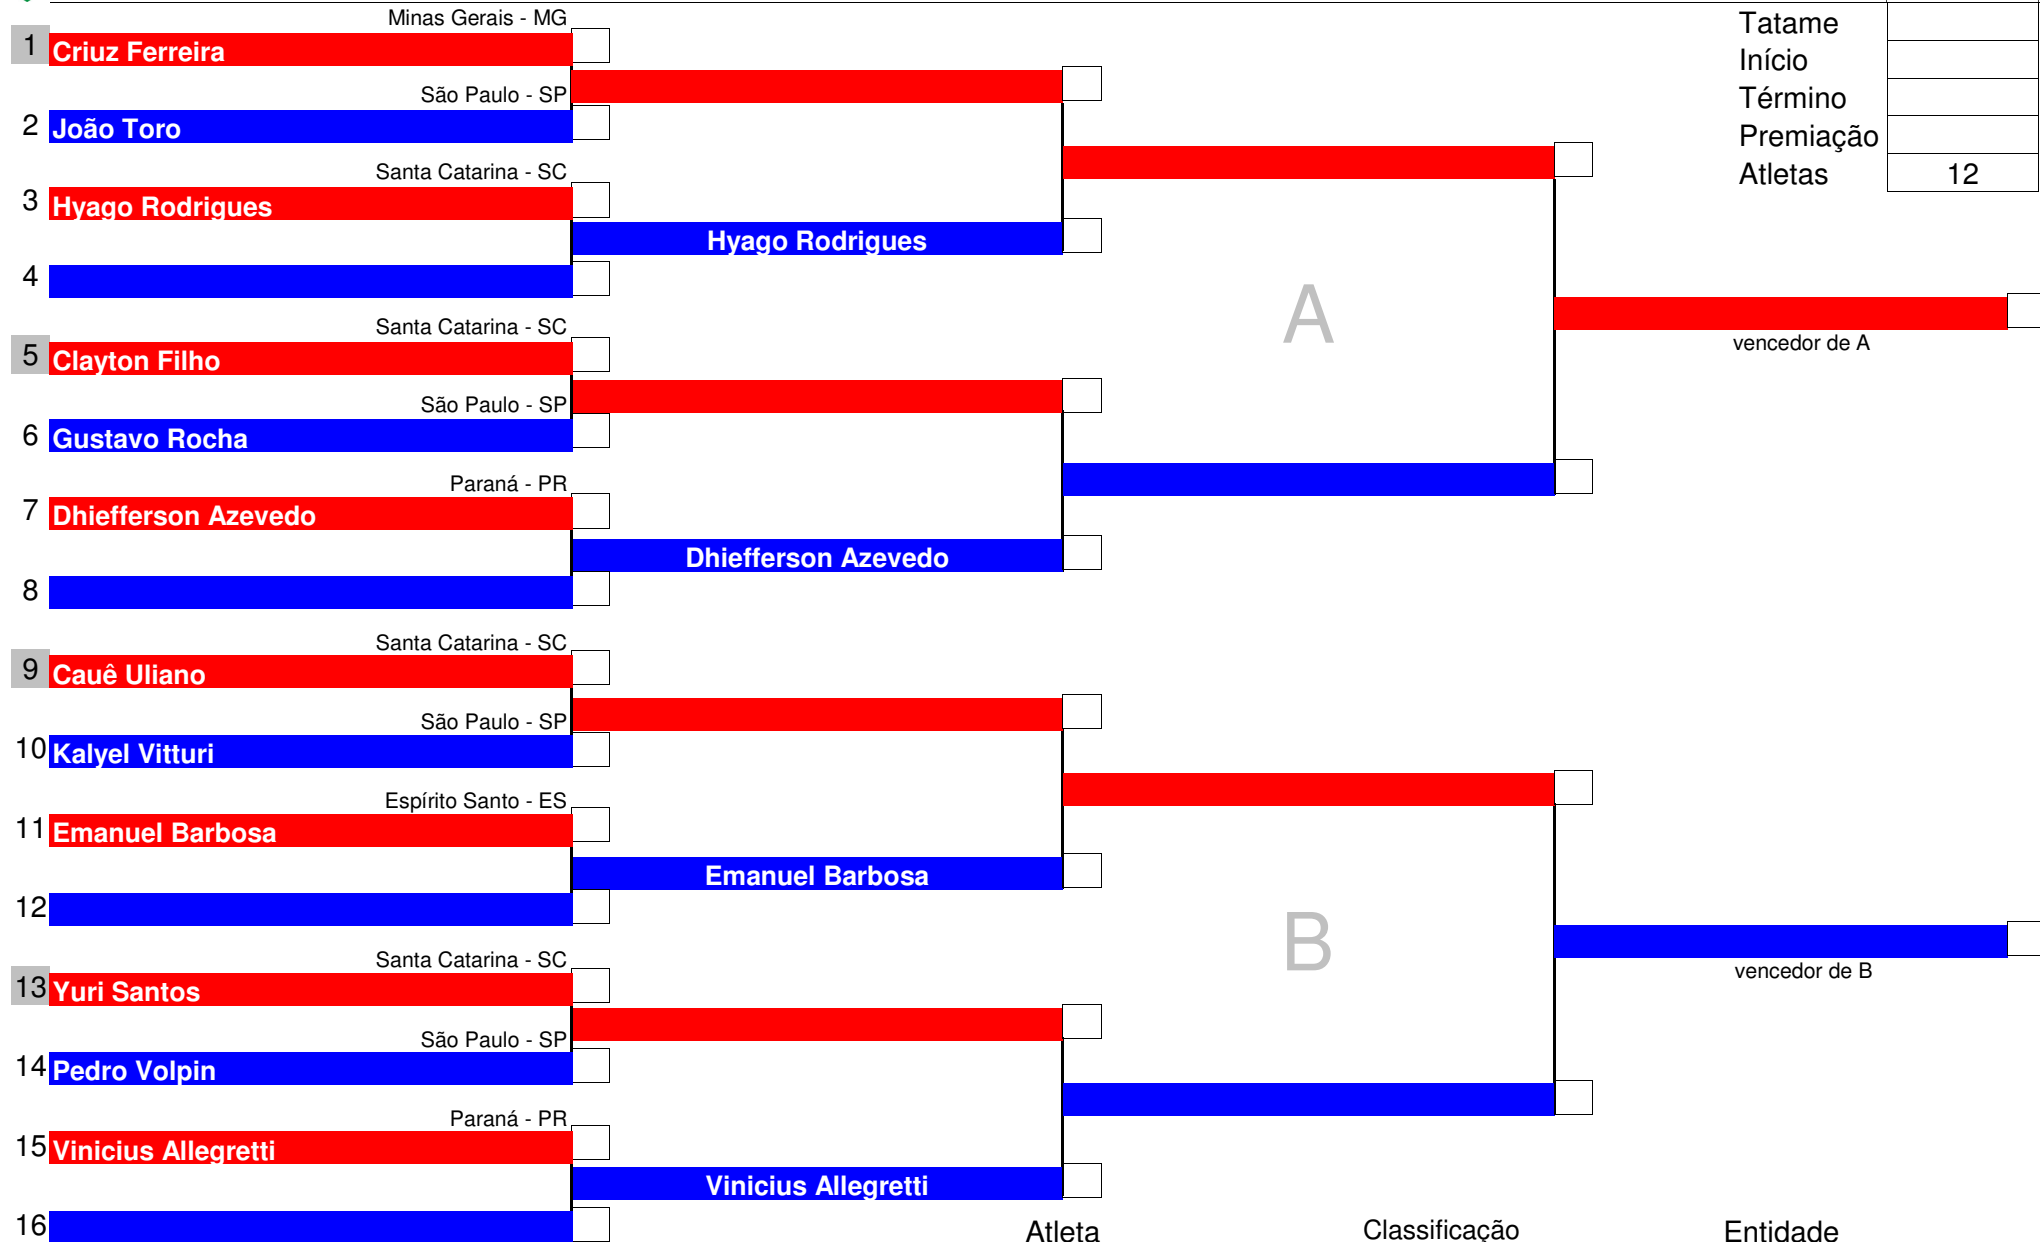 Minas Gerais - MG
1 Criuz Ferreira
São Paulo - SP
2 João Toro
Santa Catarina - SC
3 Hyago Rodrigues
Hyago Rodrigues
4
Santa Catarina - SC
5 Clayton Filho
São Paulo - SP
6 Gustavo Rocha
Paraná - PR
7 Dhiefferson Azevedo
Dhiefferson Azevedo
8
Santa Catarina - SC
9 Cauê Uliano
São Paulo - SP
10 Kalyel Vitturi
Espírito Santo - ES
11 Emanuel Barbosa
Emanuel Barbosa
12
Santa Catarina - SC
13 Yuri Santos
São Paulo - SP
14 Pedro Volpin
Paraná - PR
15 Vinicius Allegretti
Vinicius Allegretti
16
A
vencedor de A
B
vencedor de B
Tatame
Início
Término
Premiação
Atletas 12
Atleta Classificação Entidade